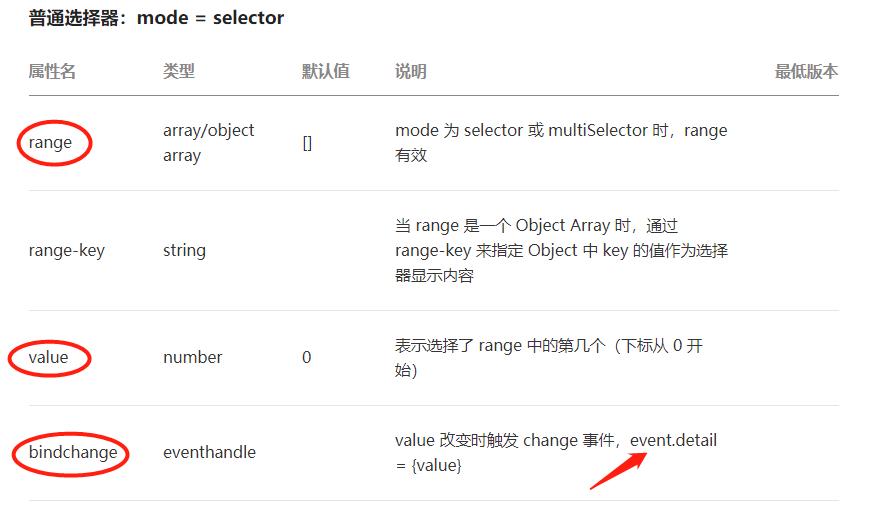 普通选择器：mode = selector
属性名 类型 默认值 说明 最低版本
range array/object array [] mode 为 selector 或 multiSelector 时，range 有效
range-key string 当 range 是一个 Object Array 时，通过 range-key 来指定 Object 中 key 的值作为选择器显示内容
value number 0 表示选择了 range 中的第几个（下标从 0 开始）
bindchange eventhandle value 改变时触发 change 事件，event.detail = {value}